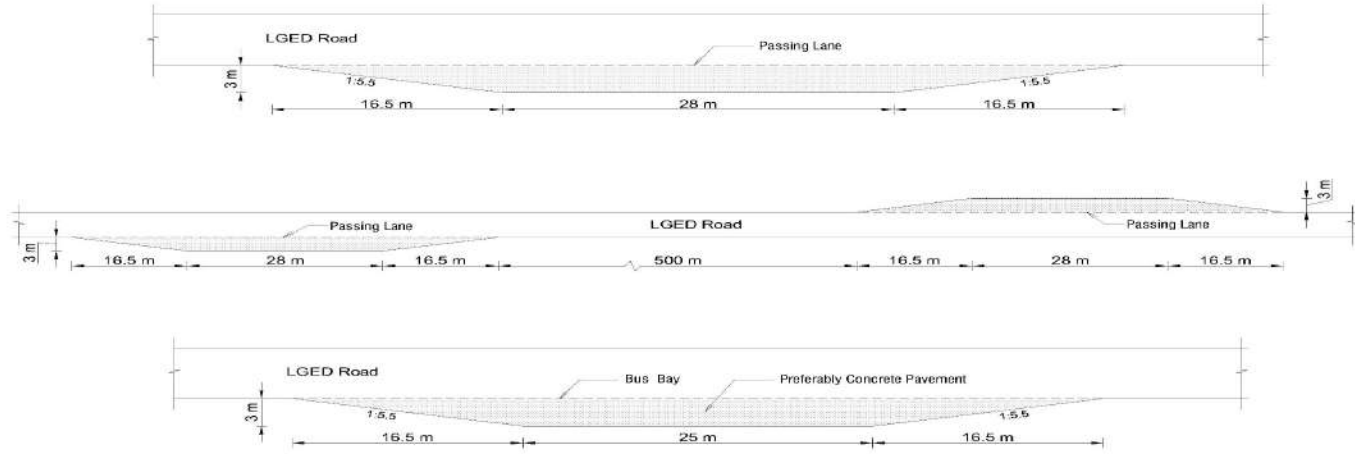 LGED Road
Passing Lane
3 m
1:5.5
1:5.5
16.5 m
28 m
16.5 m
3 m
Passing Lane
LGED Road
Passing Lane
3 m
16.5 m
28 m
16.5 m
500 m
16.5 m
28 m
16.5 m
LGED Road
Bus Bay
Preferably Concrete Pavement
3 m
1:5.5
1:5.5
16.5 m
25 m
16.5 m